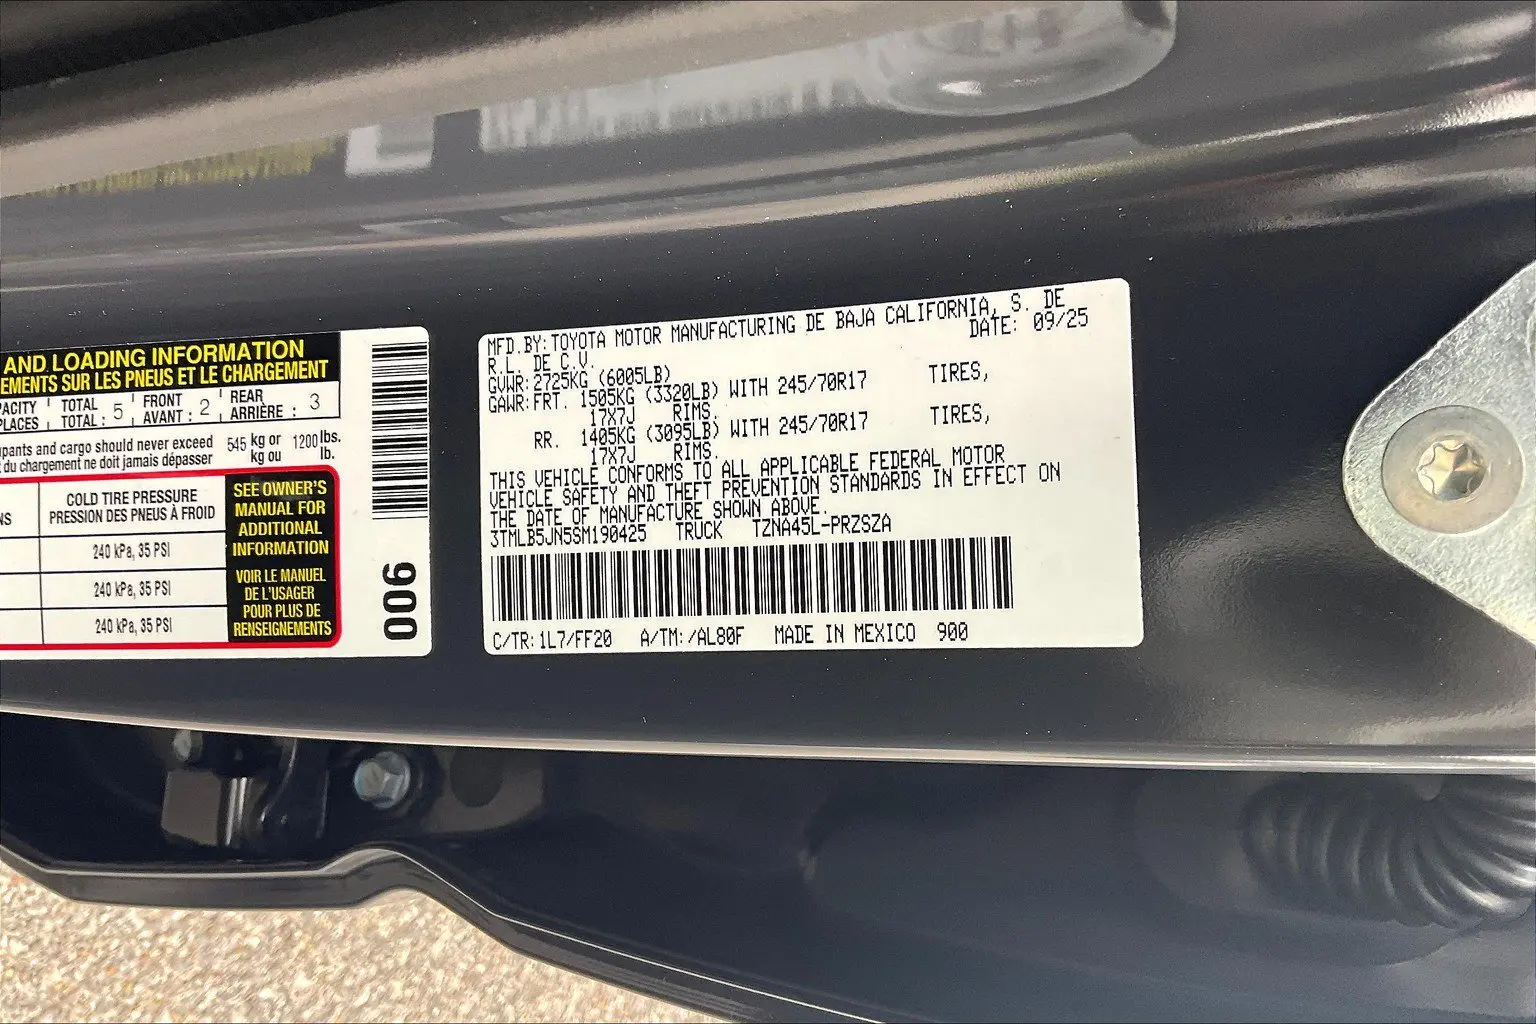 AND LOADING INFORMATION
EMENTS SUR LES PNEUS ET LE CHARGEMENT
ACITY TOTAL : 5 FRONT : 2 REAR : 3
PLACES TOTAL AVANT ARRIÈRE
pants and cargo should never exceed 545 kg or 1200 lbs.
du chargement ne doit jamais dépasser kg ou lb.
COLD TIRE PRESSURE
NS PRESSION DES PNEUS À FROID
240 kPa, 35 PSI
240 kPa, 35 PSI
240 kPa, 35 PSI
SEE OWNER'S
MANUAL FOR
ADDITIONAL
INFORMATION
VOIR LE MANUEL
DE L'USAGER
POUR PLUS DE
RENSEIGNEMENTS
900
MFD.BY: TOYOTA MOTOR MANUFACTURING DE BAJA CALIFORNIA, S. DE
R.L. DE C.V. DATE: 09/25
GVWR: 2725KG (6005LB)
GAWR: FRT. 1505KG (3320LB) WITH 245/70R17 TIRES,
17X7J RIMS.
RR. 1405KG (3095LB) WITH 245/70R17 TIRES,
17X7J RIMS.
THIS VEHICLE CONFORMS TO ALL APPLICABLE FEDERAL MOTOR
VEHICLE SAFETY AND THEFT PREVENTION STANDARDS IN EFFECT ON
THE DATE OF MANUFACTURE SHOWN ABOVE.
3TMLB5JN5SM190425 TRUCK TZNA45L-PRZSZA
C/TR: 1L7/FF20 A/TM: /AL80F MADE IN MEXICO 900